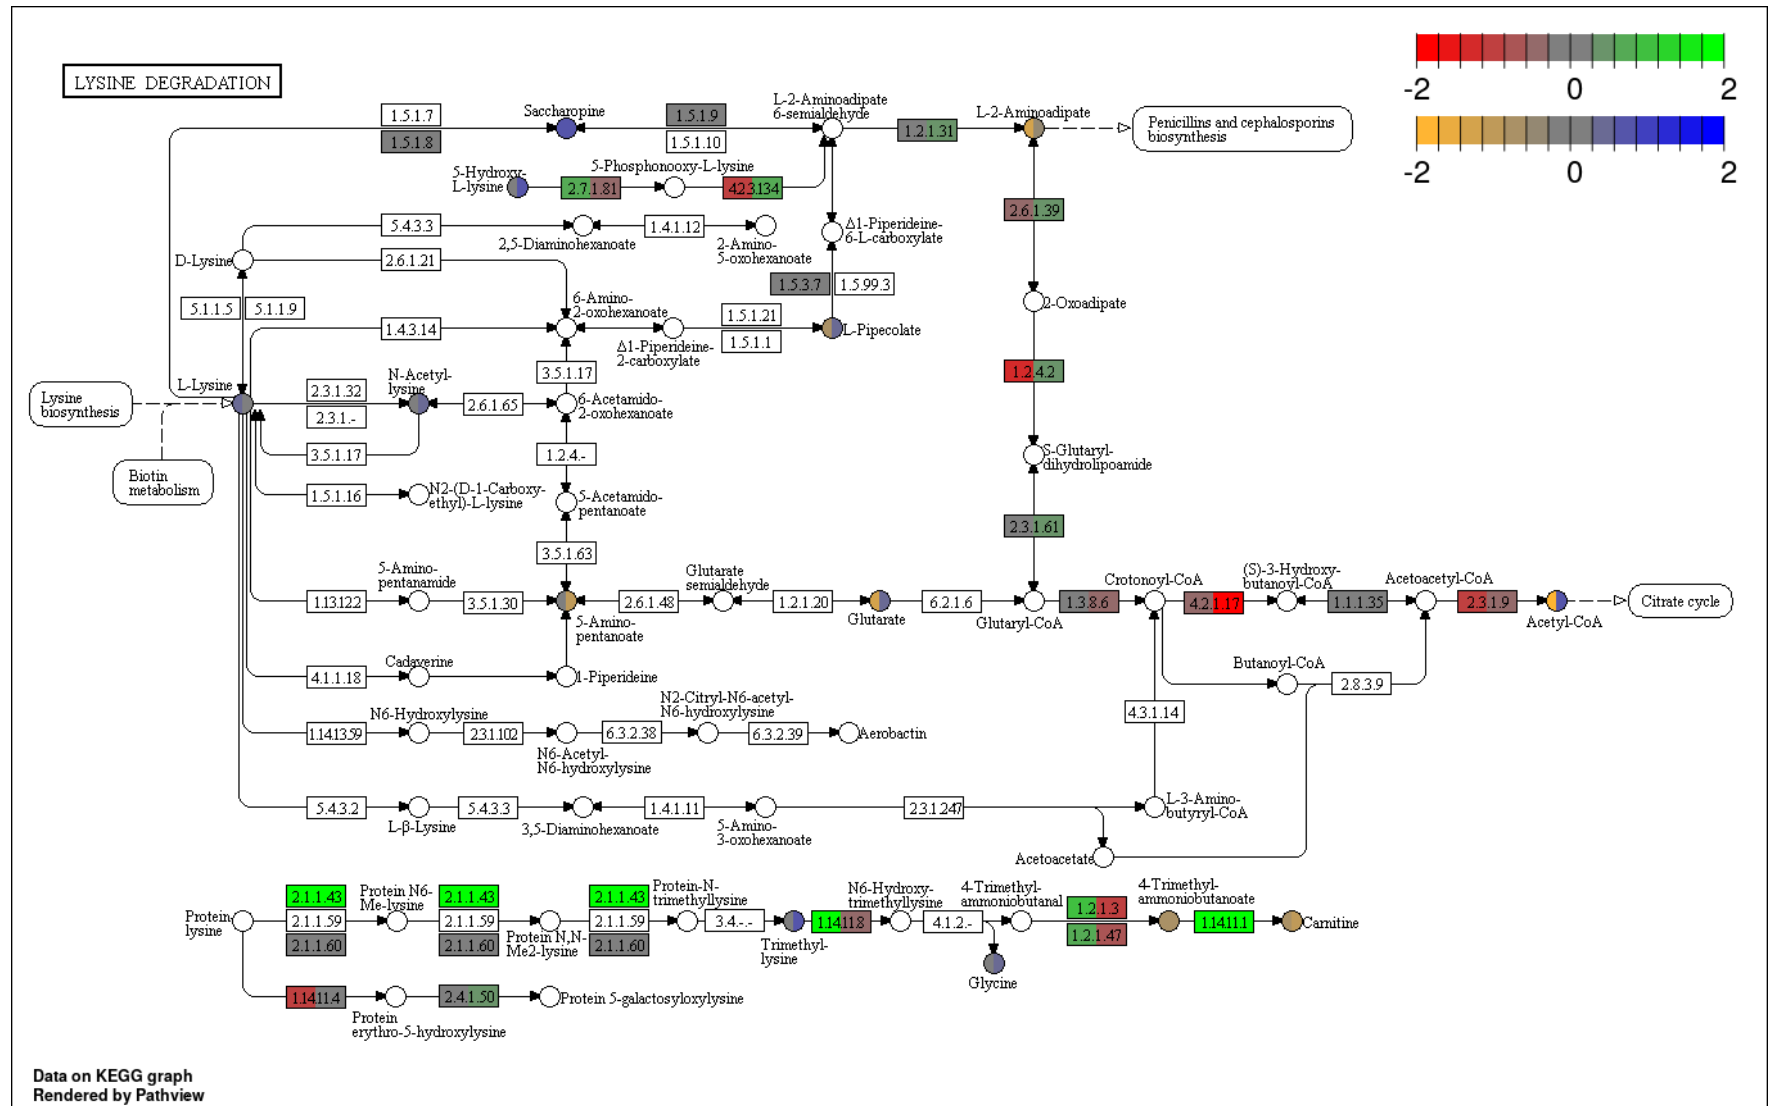 LYSINE DEGRADATION
-2 0 2
-2 0 2
1.5.1.7
Saccharopine
1.5.1.9
L-2-Aminoadipate
6-semialdehyde
1.5.1.8
1.5.1.10
1.2.1.31
L-2-Aminoadipate
Penicillins and cephalosporins
biosynthesis
5-Hydroxy-
L-lysine
5-Phosphonooxy-L-lysine
2.7.1.81
4.2.3.134
2.6.1.39
5.4.3.3
2,5-Diaminohexanoate
1.4.1.12
2-Amino-
5-oxohexanoate
Δ1-Piperideine-
6-L-carboxylate
D-Lysine
2.6.1.21
1.5.3.7
1.5.99.3
5.1.1.5
5.1.1.9
6-Amino-
2-oxohexanoate
2-Oxoadipate
1.4.3.14
Δ1-Piperideine-
2-carboxylate
1.5.1.21
1.5.1.1
L-Pipecolate
3.5.1.17
1.2.4.2
Lysine
biosynthesis
L-Lysine
2.3.1.32
2.3.1.-
N-Acetyl-
lysine
2.6.1.65
6-Acetamido-
2-oxohexanoate
3.5.1.17
1.2.4.-
S-Glutaryl-
dihydrolipoamide
Biotin
metabolism
1.5.1.16
N2-(D-1-Carboxy-
ethyl)-L-lysine
5-Acetamido-
pentanoate
2.3.1.61
3.5.1.63
5-Amino-
pentanamide
Glutarate
semialdehyde
Crotonoyl-CoA
(S)-3-Hydroxy-
butanoyl-CoA
Acetoacetyl-CoA
1.13.12.2
3.5.1.30
5-Amino-
pentanoate
2.6.1.48
1.2.1.20
Glutarate
6.2.1.6
Glutaryl-CoA
1.3.8.6
4.2.1.17
1.1.1.35
2.3.1.9
Acetyl-CoA
Citrate cycle
4.1.1.18
Cadaverine
1-Piperideine
Butanoyl-CoA
2.8.3.9
4.3.1.14
N6-Hydroxylysine
N2-Citryl-N6-acetyl-
N6-hydroxylysine
1.14.13.59
2.3.1.102
N6-Acetyl-
N6-hydroxylysine
6.3.2.38
6.3.2.39
Aerobactin
5.4.3.2
L-β-Lysine
5.4.3.3
3,5-Diaminohexanoate
1.4.1.11
5-Amino-
3-oxohexanoate
2.3.1.247
L-3-Amino-
butyryl-CoA
Acetoacetate
Protein
lysine
2.1.1.43
2.1.1.59
2.1.1.60
Protein N6-
Me-lysine
2.1.1.43
2.1.1.59
2.1.1.60
Protein N,N-
Me2-lysine
2.1.1.43
2.1.1.59
2.1.1.60
Protein-N-
trimethyllysine
3.4.-.-
Trimethyl-
lysine
1.14.11.8
N6-Hydroxy-
trimethyllysine
4.1.2.-
Glycine
4-Trimethyl-
ammoniobutanal
1.2.1.3
1.2.1.47
4-Trimethyl-
ammoniobutanoate
1.14.11.1
Carnitine
1.14.11.4
Protein
erythro-5-hydroxylysine
2.4.1.50
Protein 5-galactosyloxylysine
Data on KEGG graph
Rendered by Pathview